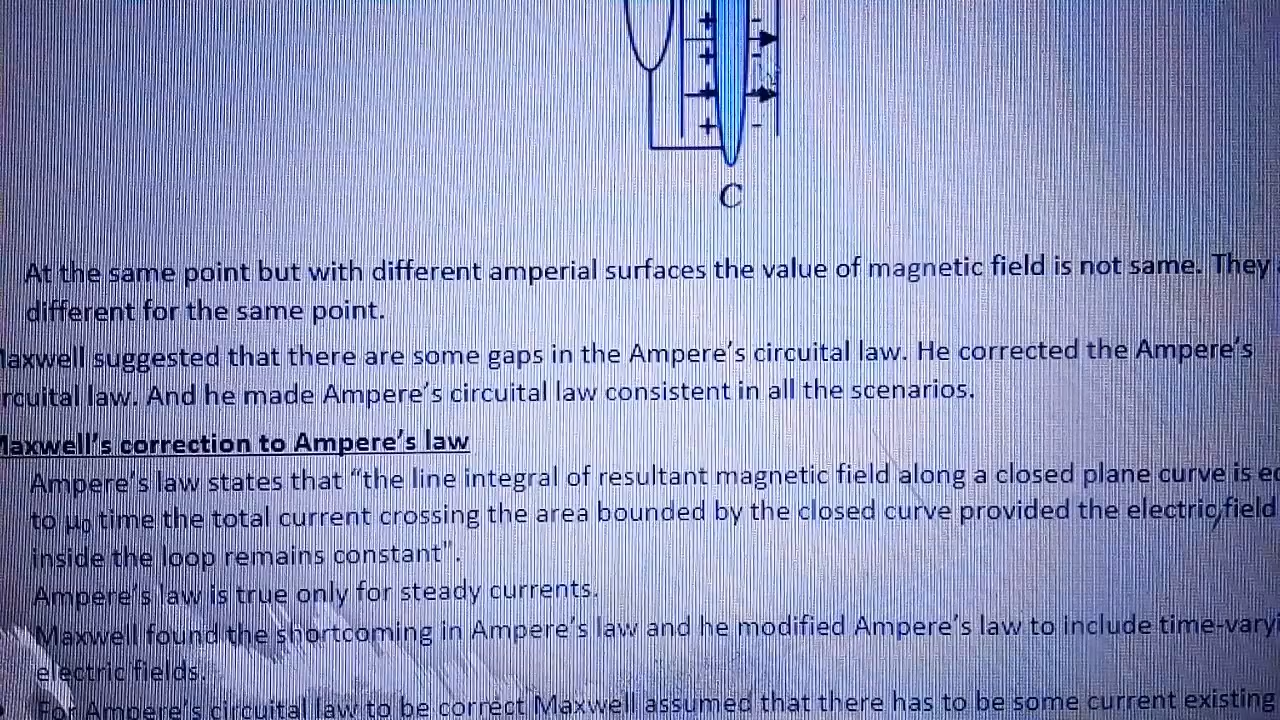 + -
+ -
+
+ -
C
At the same point but with different amperial surfaces the value of magnetic field is not same. They
different for the same point.
laxwell suggested that there are some gaps in the Ampere's circuital law. He corrected the Ampere's
rcuital law. And he made Ampere's circuital law consistent in all the scenarios.
laxwell's correction to Ampere's law
Ampere's law states that "the line integral of resultant magnetic field along a closed plane curve is
to μ₀ time the total current crossing the area bounded by the closed curve provided the electric field
inside the loop remains constant".
Ampere's law is true only for steady currents.
Maxwell found the shortcoming in Ampere's law and he modified Ampere's law to include time-varyi
electric fields.
For Ampere's circuital law to be correct Maxwell assumed that there has to be some current existing